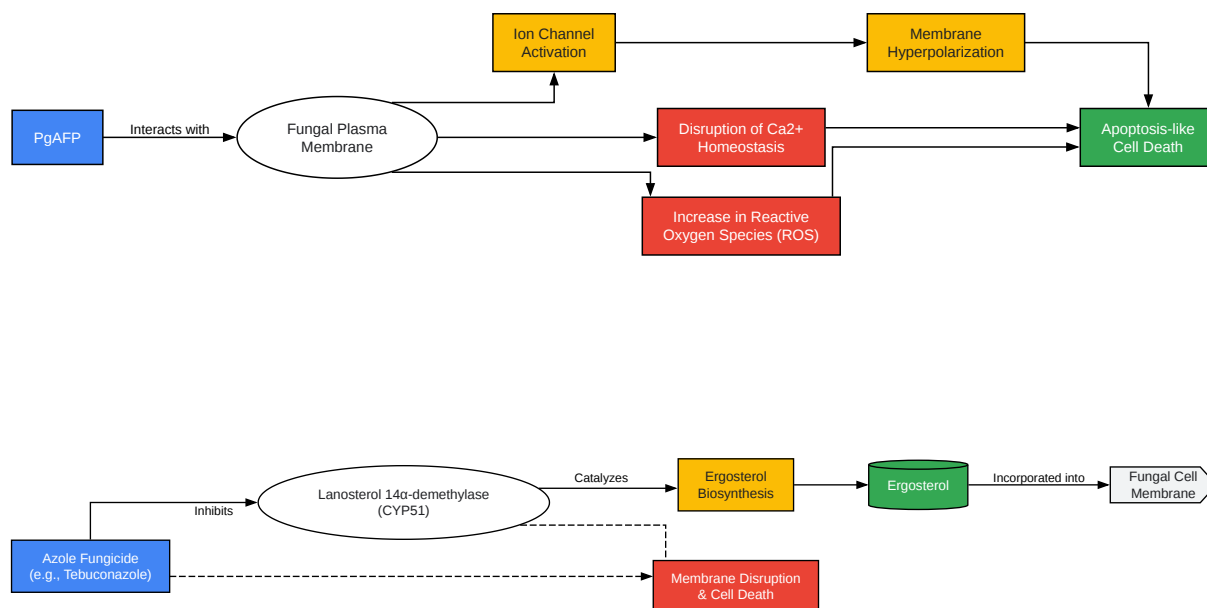 Ion Channel
Activation
Membrane
Hyperpolarization
PgAFP
Interacts with
Fungal Plasma
Membrane
Disruption of Ca2+
Homeostasis
Apoptosis-like
Cell Death
Increase in Reactive
Oxygen Species (ROS)
Lanosterol 14α-demethylase
(CYP51)
Catalyzes
Ergosterol
Biosynthesis
Ergosterol
Incorporated into
Fungal Cell
Membrane
Inhibits
Azole Fungicide
(e.g., Tebuconazole)
Membrane Disruption
& Cell Death